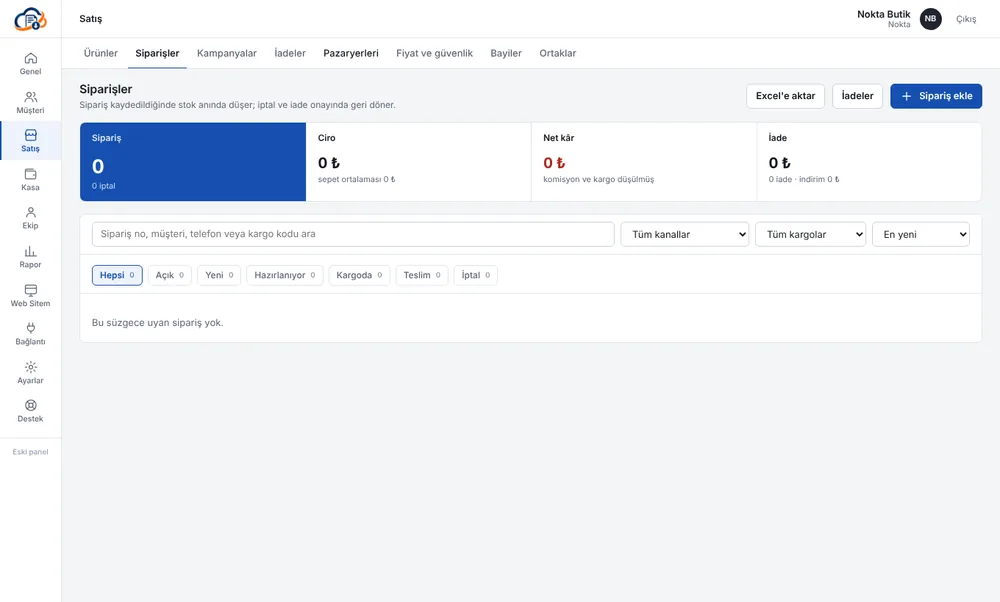 Satış
Nokta Butik
Nokta
NB
Çıkış
Genel
Müşteri
Satış
Kasa
Ekip
Rapor
Web Sitem
Bağlantı
Ayarlar
Destek
Eski panel
Ürünler Siparişler Kampanyalar İadeler Pazaryerleri Fiyat ve güvenlik Bayiler Ortaklar
Siparişler
Sipariş kaydedildiğinde stok anında düşer; iptal ve iade onayında geri döner.
Excel'e aktar İadeler + Sipariş ekle
Sipariş
0
0 iptal
Ciro
0 ₺
sepet ortalaması 0 ₺
Net kâr
0 ₺
komisyon ve kargo düşülmüş
İade
0 ₺
0 iade · indirim 0 ₺
Sipariş no, müşteri, telefon veya kargo kodu ara
Tüm kanallar Tüm kargolar En yeni
Hepsi 0 Açık 0 Yeni 0 Hazırlanıyor 0 Kargoda 0 Teslim 0 İptal 0
Bu süzgece uyan sipariş yok.